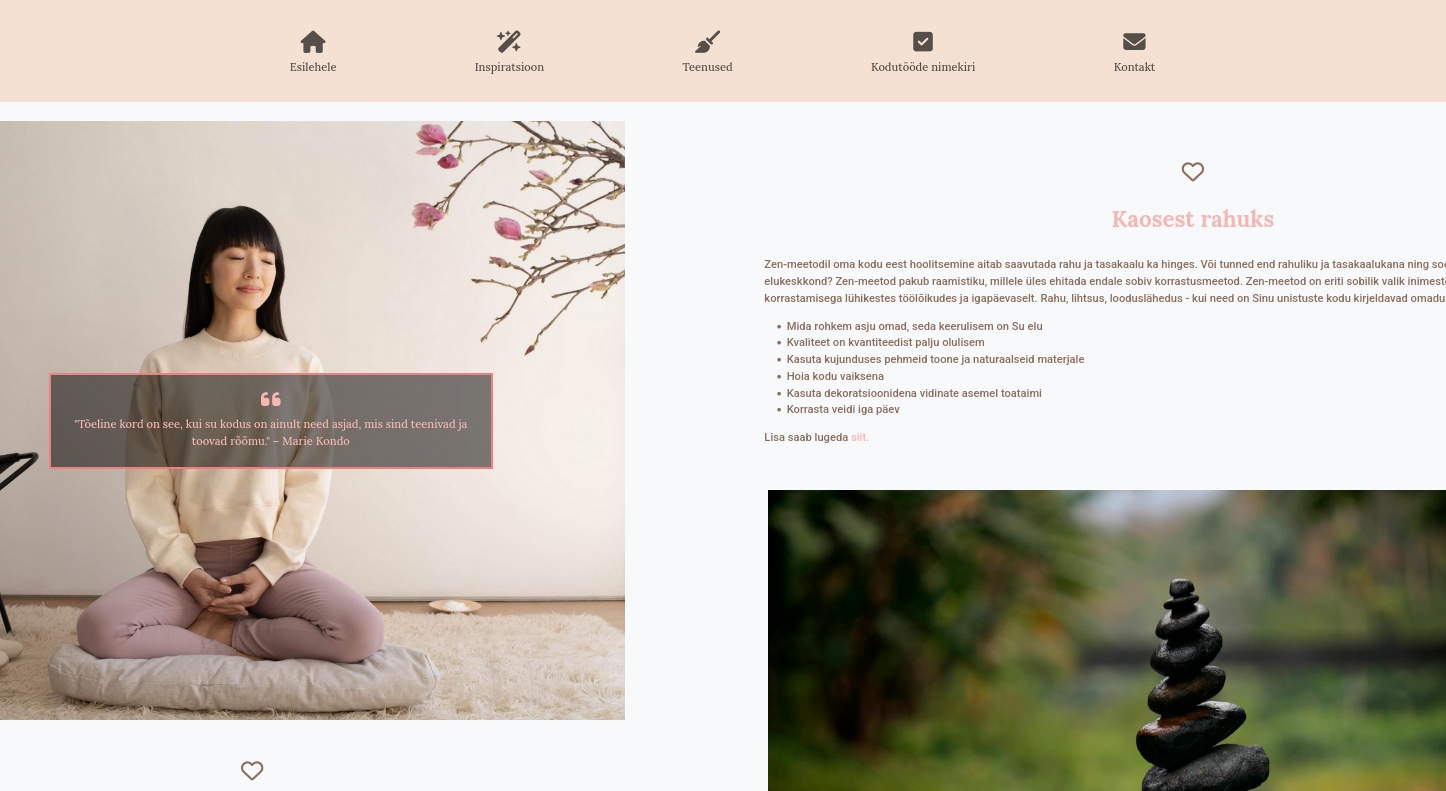 Esilehele
Inspiratsioon
Teenused
Kodutööde nimekiri
Kontakt
"Tõeline kord on see, kui su kodus on ainult need asjad, mis sind teenivad ja
toovad rõõmu." – Marie Kondo
Kaosest rahuks
Zen-meetodil oma kodu eest hoolitsemine aitab saavutada rahu ja tasakaalu ka hinges. Või tunned end rahuliku ja tasakaalukana ning
elukeskkond? Zen-meetod pakub raamistiku, millele üles ehitada endale sobiv korrastusmeetod. Zen-meetod on eriti sobilik valik
korrastamisega lühikestes töölõikudes ja igapäevaselt. Rahu, lihtsus, looduslähedus - kui need on Sinu unistuste kodu kirjeldavad
• Mida rohkem asju omad, seda keerulisem on Su elu
• Kvaliteet on kvantiteedist palju olulisem
• Kasuta kujunduses pehmeid toone ja naturaalseid materjale
• Hoia kodu vaiksena
• Kasuta dekoratsioonidena vidinate asemel toataimi
• Korrasta veidi iga päev
Lisa saab lugeda siit.